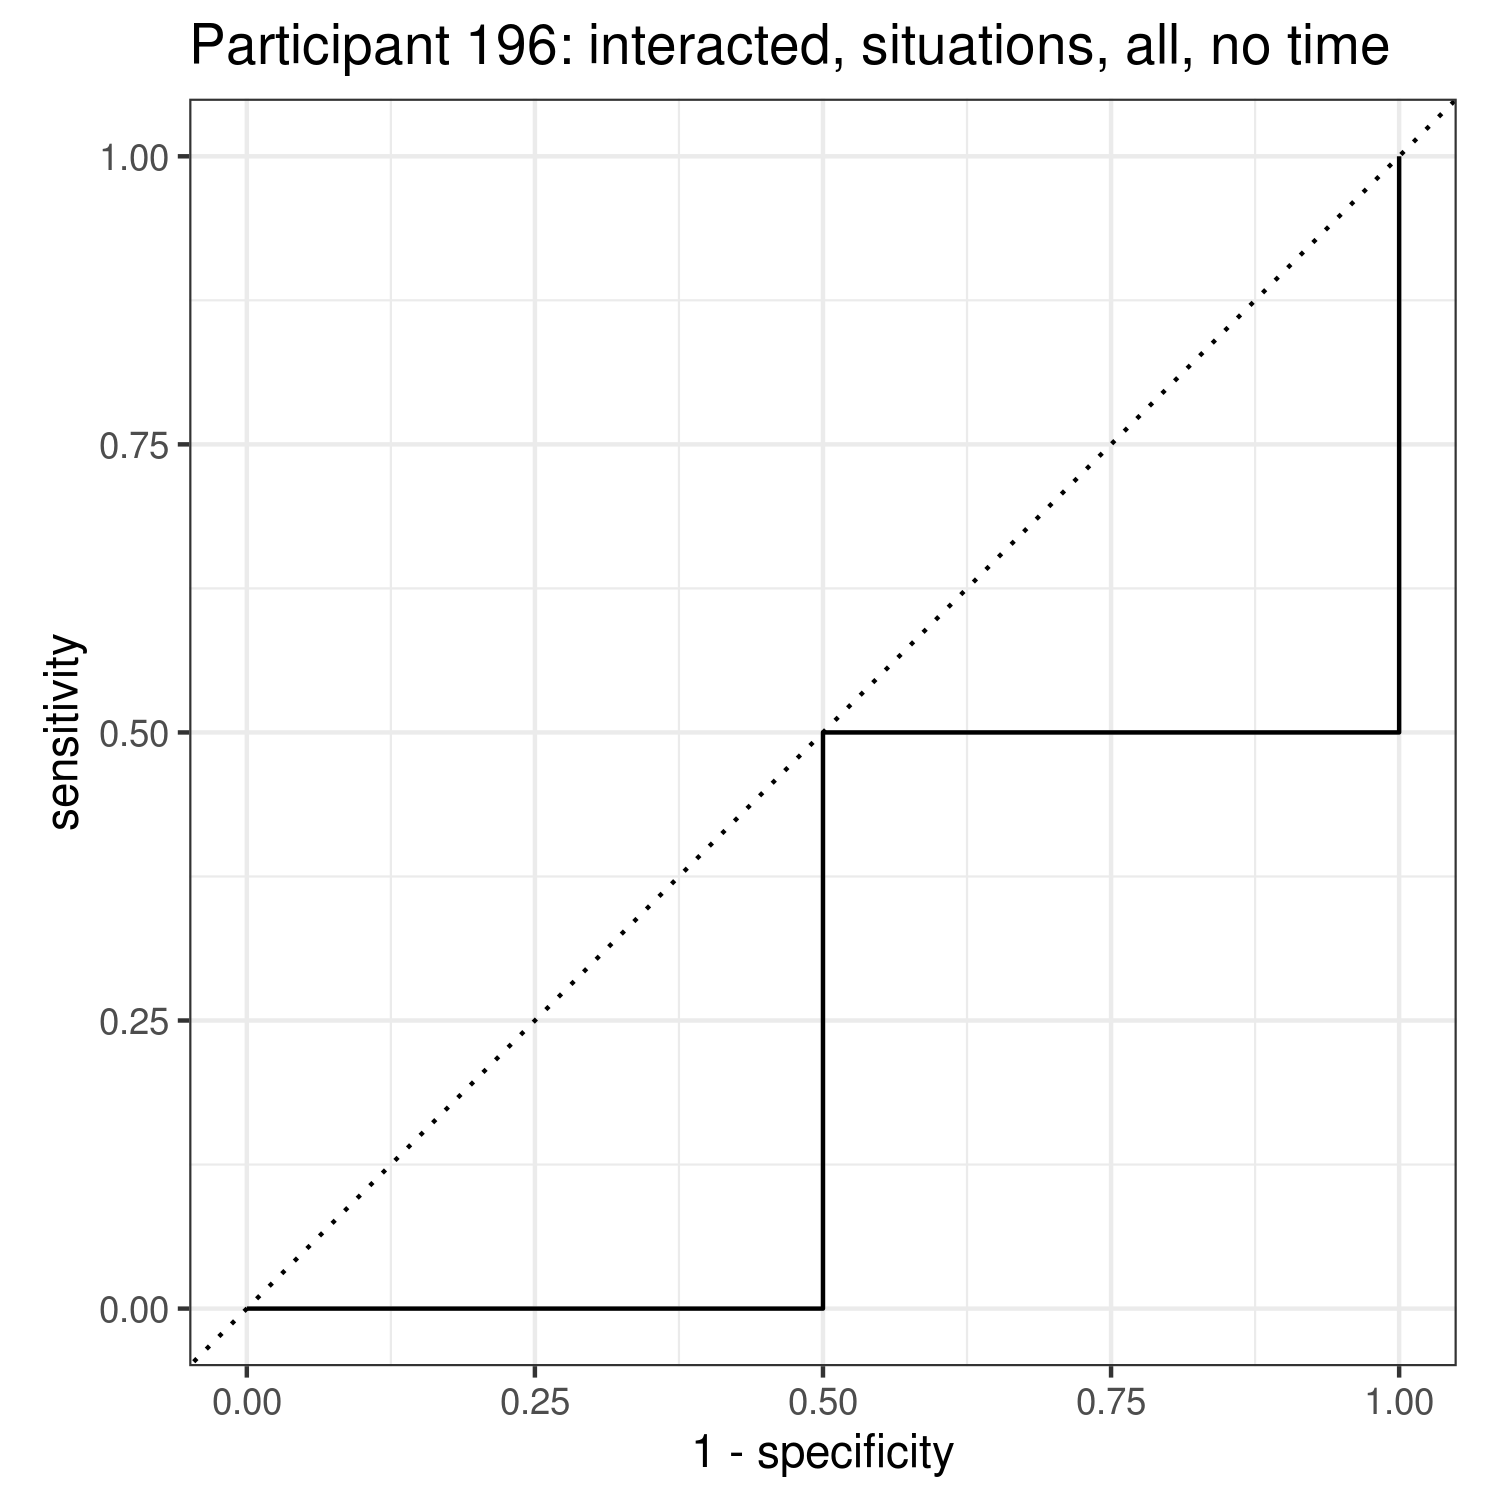 Participant 196: interacted, situations, all, no time
1.00
0.75
0.50
0.25
0.00
sensitivity
0.00 0.25 0.50 0.75 1.00
1 - specificity